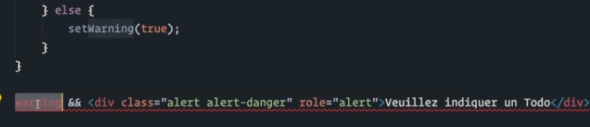 } else {
setWarning(true);
}
}
warning && <div class="alert alert-danger" role="alert">Veuillez indiquer un Todo</div>